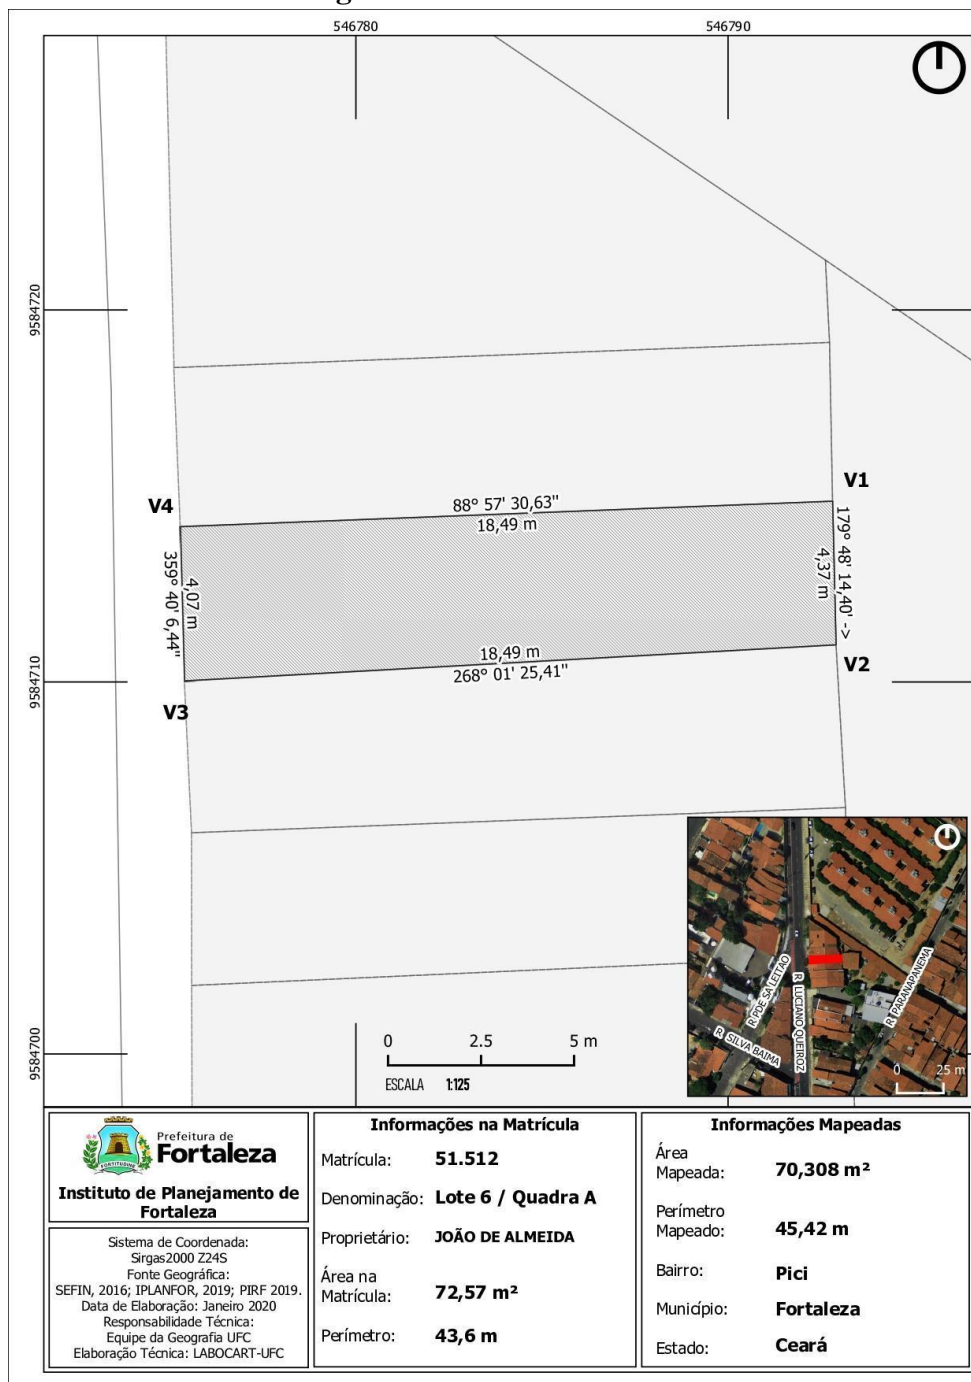 546780
546790
9584720
9584710
9584700
V4
V1
88° 57' 30,63"
18,49 m
359° 40' 6,44"
4,07 m
4,37 m
179° 48' 14,40' ->
18,49 m
268° 01' 25,41"
V3
V2
0 2.5 5 m
ESCALA 1:125
R PDE SA LEITAO
R LUCIANO QUEIROZ
R PARANAPANEMA
R SILVA BAIMA
0 25 m
FORTITUDINE
Prefeitura de
Fortaleza
Instituto de Planejamento de
Fortaleza
Sistema de Coordenada:
Sirgas2000 Z24S
Fonte Geográfica:
SEFIN, 2016; IPLANFOR, 2019; PIRF 2019.
Data de Elaboração: Janeiro 2020
Responsabilidade Técnica:
Equipe da Geografia UFC
Elaboração Técnica: LABOCART-UFC
Informações na Matrícula
Matrícula: 51.512
Denominação: Lote 6 / Quadra A
Proprietário: JOÃO DE ALMEIDA
Área na
Matrícula: 72,57 m²
Perímetro: 43,6 m
Informações Mapeadas
Área
Mapeada: 70,308 m²
Perímetro
Mapeado: 45,42 m
Bairro: Pici
Município: Fortaleza
Estado: Ceará